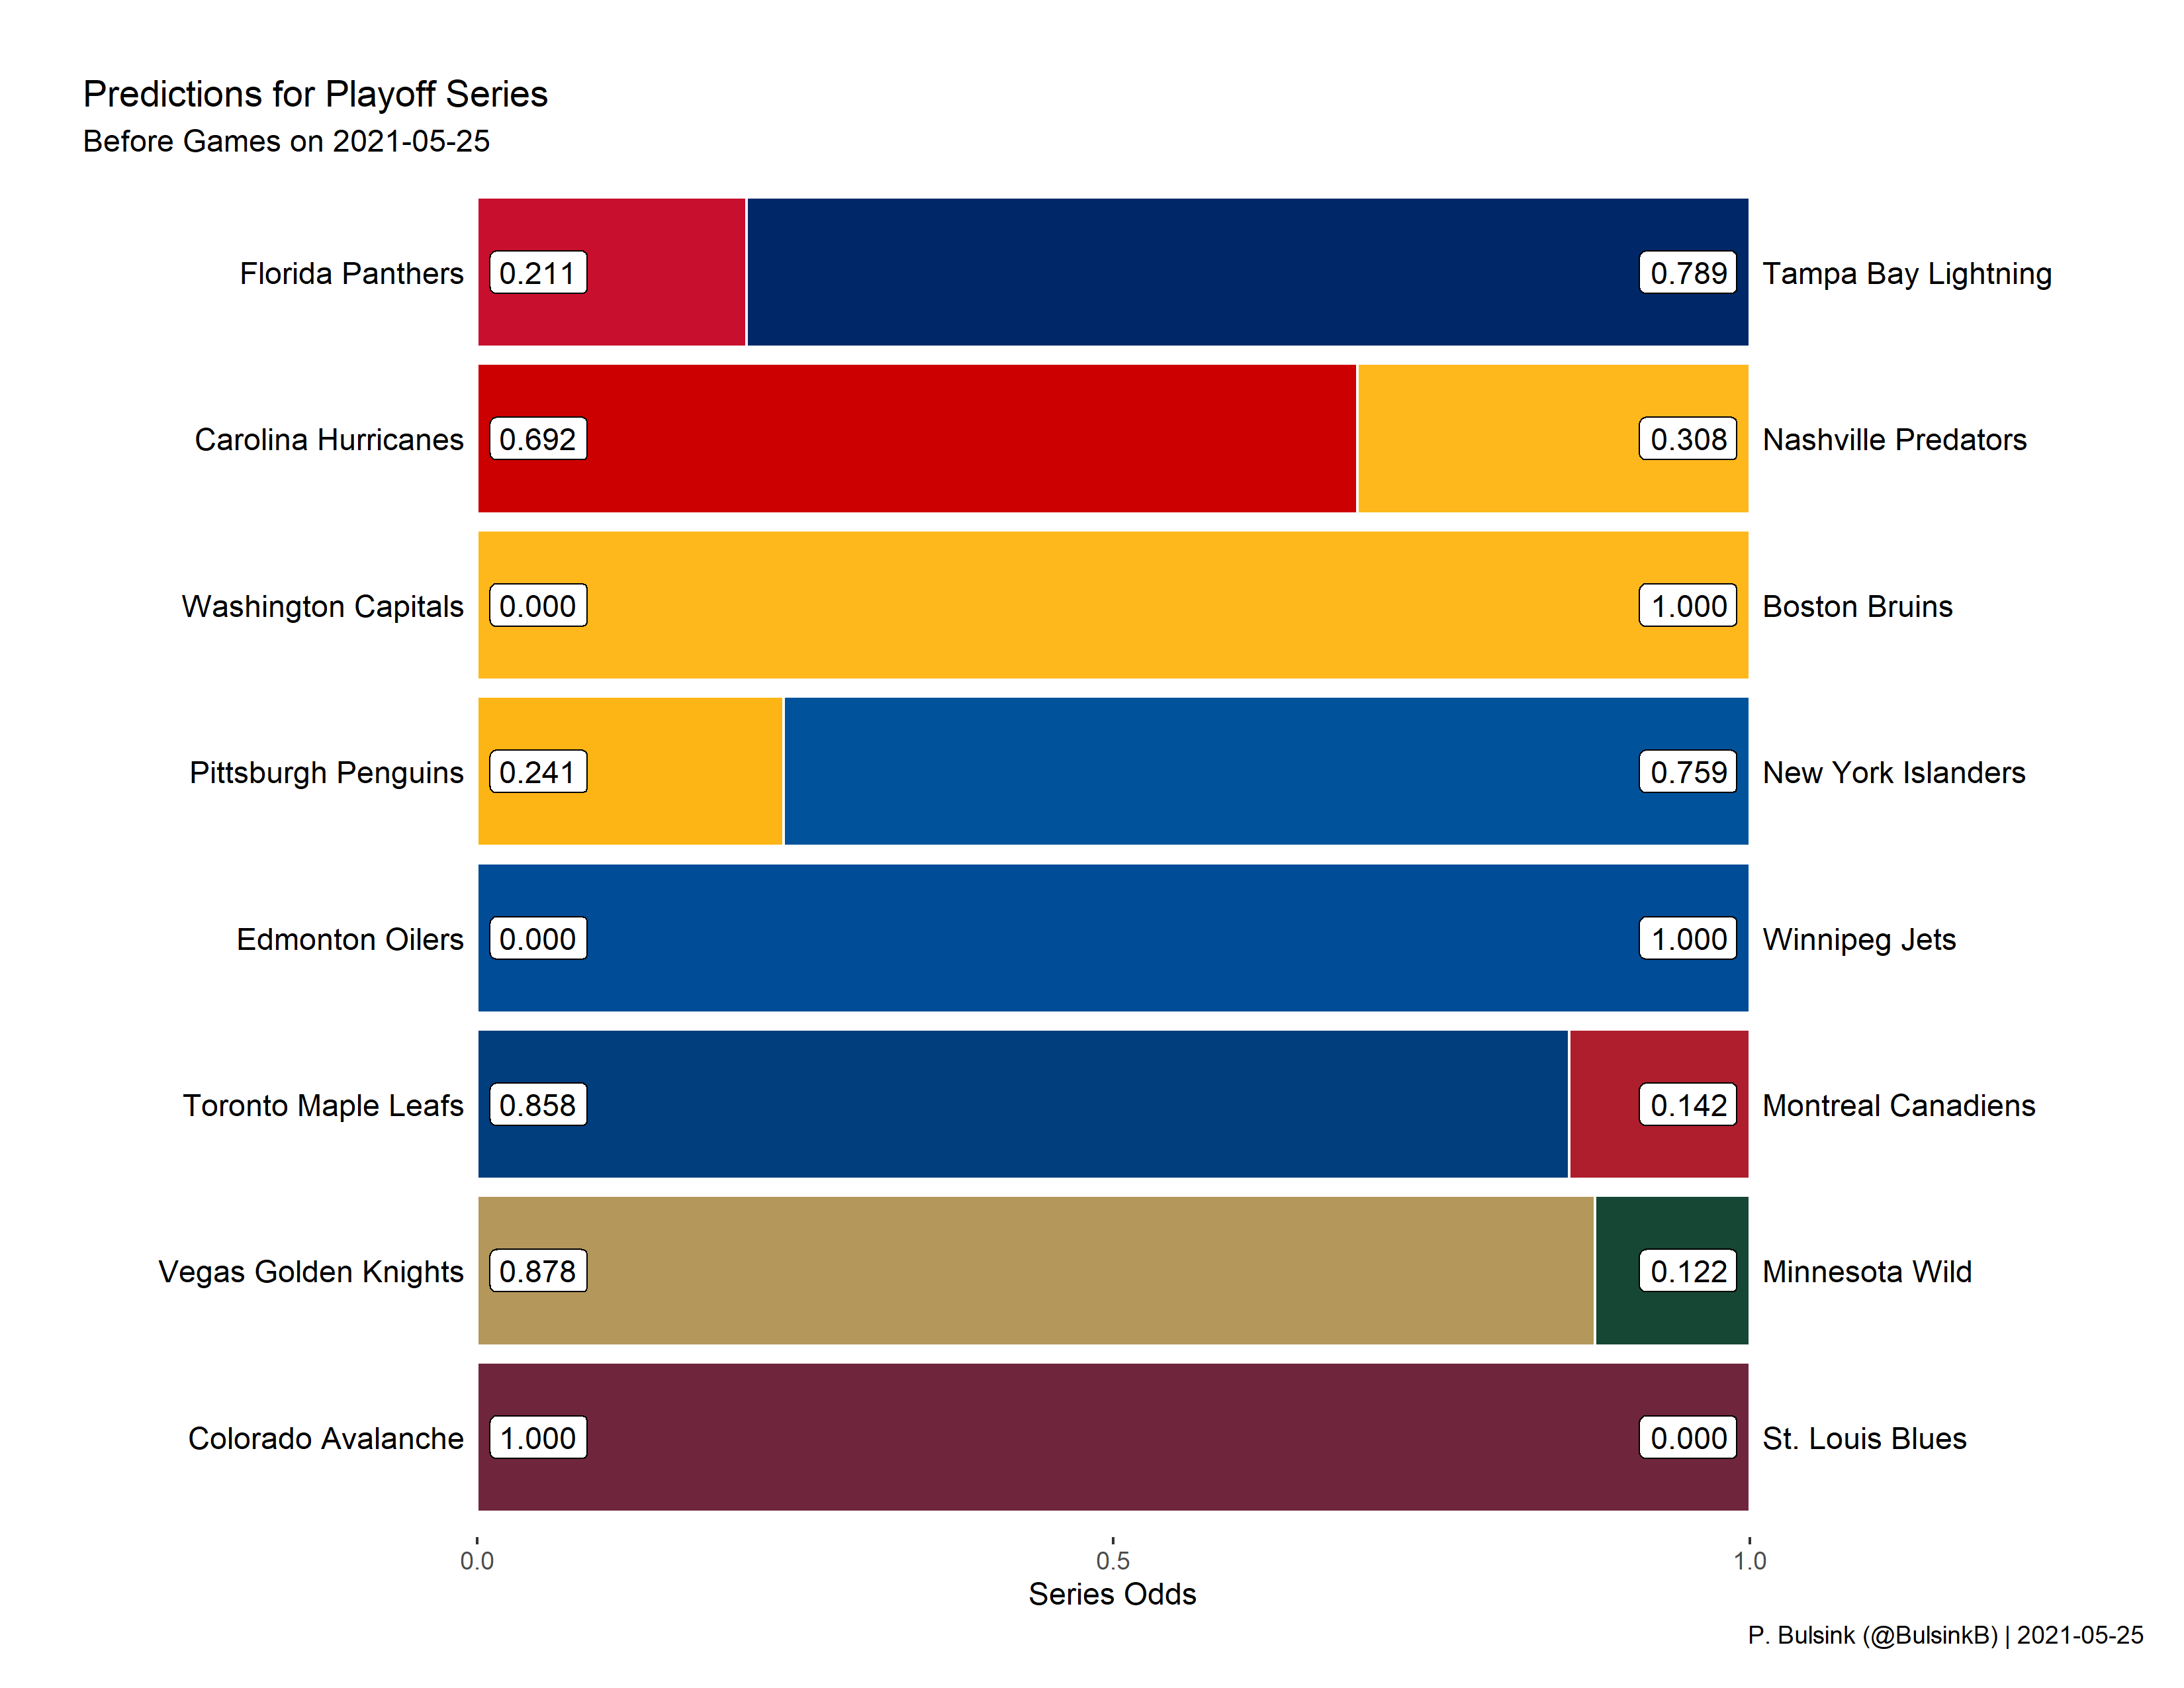 Predictions for Playoff Series
Before Games on 2021-05-25
Florida Panthers 0.211 0.789 Tampa Bay Lightning
Carolina Hurricanes 0.692 0.308 Nashville Predators
Washington Capitals 0.000 1.000 Boston Bruins
Pittsburgh Penguins 0.241 0.759 New York Islanders
Edmonton Oilers 0.000 1.000 Winnipeg Jets
Toronto Maple Leafs 0.858 0.142 Montreal Canadiens
Vegas Golden Knights 0.878 0.122 Minnesota Wild
Colorado Avalanche 1.000 0.000 St. Louis Blues
0.0 0.5 1.0
Series Odds
P. Bulsink (@BulsinkB) | 2021-05-25